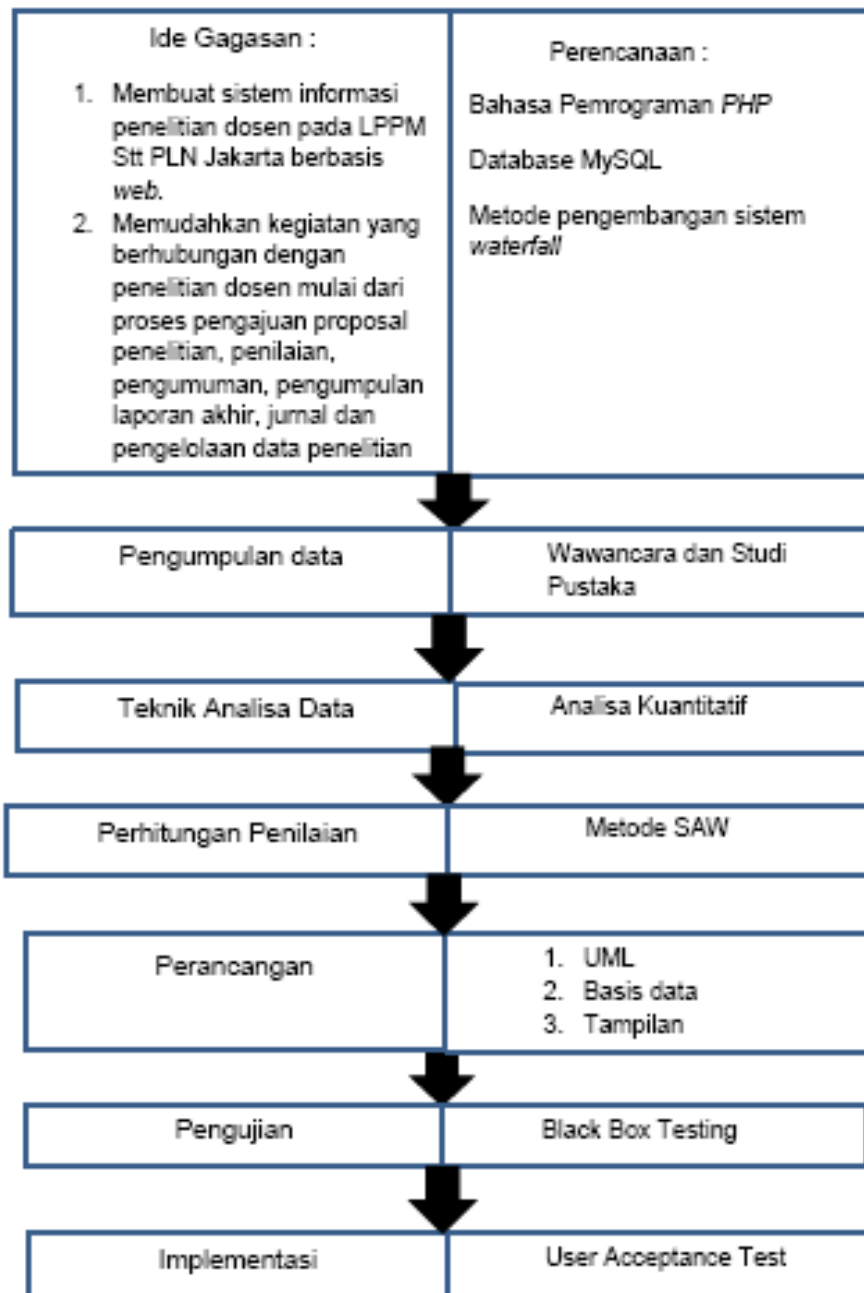 Ide Gagasan :
1. Membuat sistem informasi
penelitian dosen pada LPPM
Stt PLN Jakarta berbasis
web.
2. Memudahkan kegiatan yang
berhubungan dengan
penelitian dosen mulai dari
proses pengajuan proposal
penelitian, penilaian,
pengumuman, pengumpulan
laporan akhir, jurnal dan
pengelolaan data penelitian
Perencanaan :
Bahasa Pemrograman PHP
Database MySQL
Metode pengembangan sistem
waterfall
Pengumpulan data
Wawancara dan Studi
Pustaka
Teknik Analisa Data
Analisa Kuantitatif
Perhitungan Penilaian
Metode SAW
Perancangan
1. UML
2. Basis data
3. Tampilan
Pengujian
Black Box Testing
Implementasi
User Acceptance Test